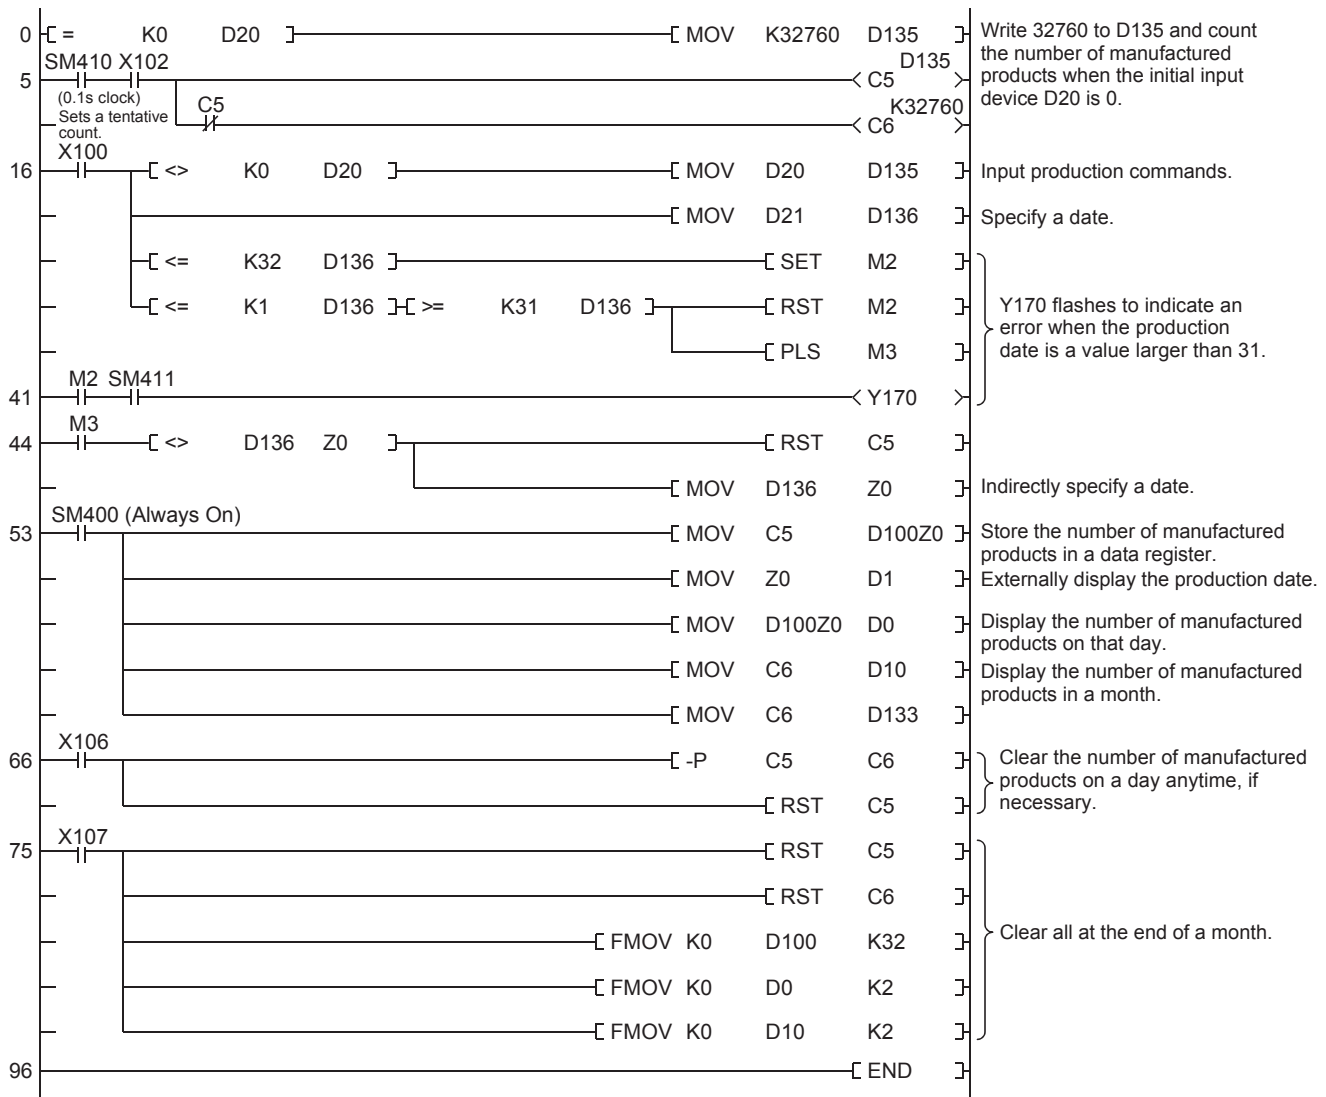 0 = K0 D20 MOV K32760 D135 Write 32760 to D135 and count
the number of manufactured
products when the initial input
device D20 is 0.
SM410 X102 D135
5 C5
(0.1s clock)
Sets a tentative
count.
C5 K32760
C6
X100
16 <> K0 D20 MOV D20 D135 Input production commands.
MOV D21 D136 Specify a date.
<= K32 D136 SET M2
<= K1 D136 >= K31 D136 RST M2
PLS M3
Y170 flashes to indicate an
error when the production
date is a value larger than 31.
M2 SM411
41 Y170
M3
44 <> D136 Z0 RST C5
MOV D136 Z0 Indirectly specify a date.
SM400 (Always On)
53 MOV C5 D100Z0 Store the number of manufactured
products in a data register.
MOV Z0 D1 Externally display the production date.
MOV D100Z0 D0 Display the number of manufactured
products on that day.
MOV C6 D10 Display the number of manufactured
products in a month.
MOV C6 D133
X106
66 -P C5 C6 Clear the number of manufactured
products on a day anytime, if
necessary.
RST C5
X107
75 RST C5
RST C6
FMOV K0 D100 K32 Clear all at the end of a month.
FMOV K0 D0 K2
FMOV K0 D10 K2
96 END